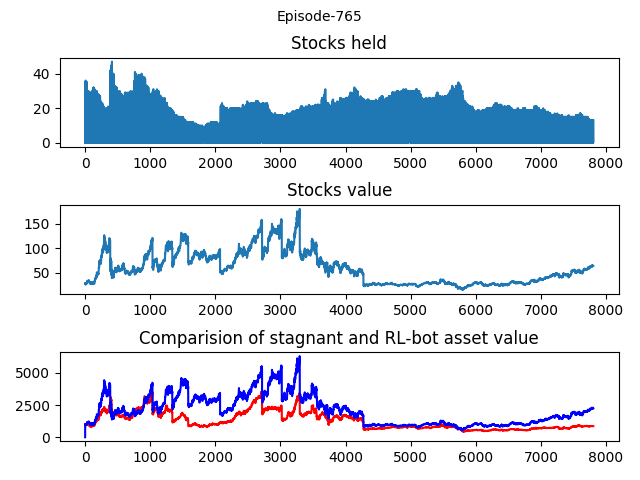 Episode-765
Stocks held
40
20
0
0 1000 2000 3000 4000 5000 6000 7000 8000
Stocks value
150
100
50
0 1000 2000 3000 4000 5000 6000 7000 8000
Comparision of stagnant and RL-bot asset value
5000
2500
0
0 1000 2000 3000 4000 5000 6000 7000 8000